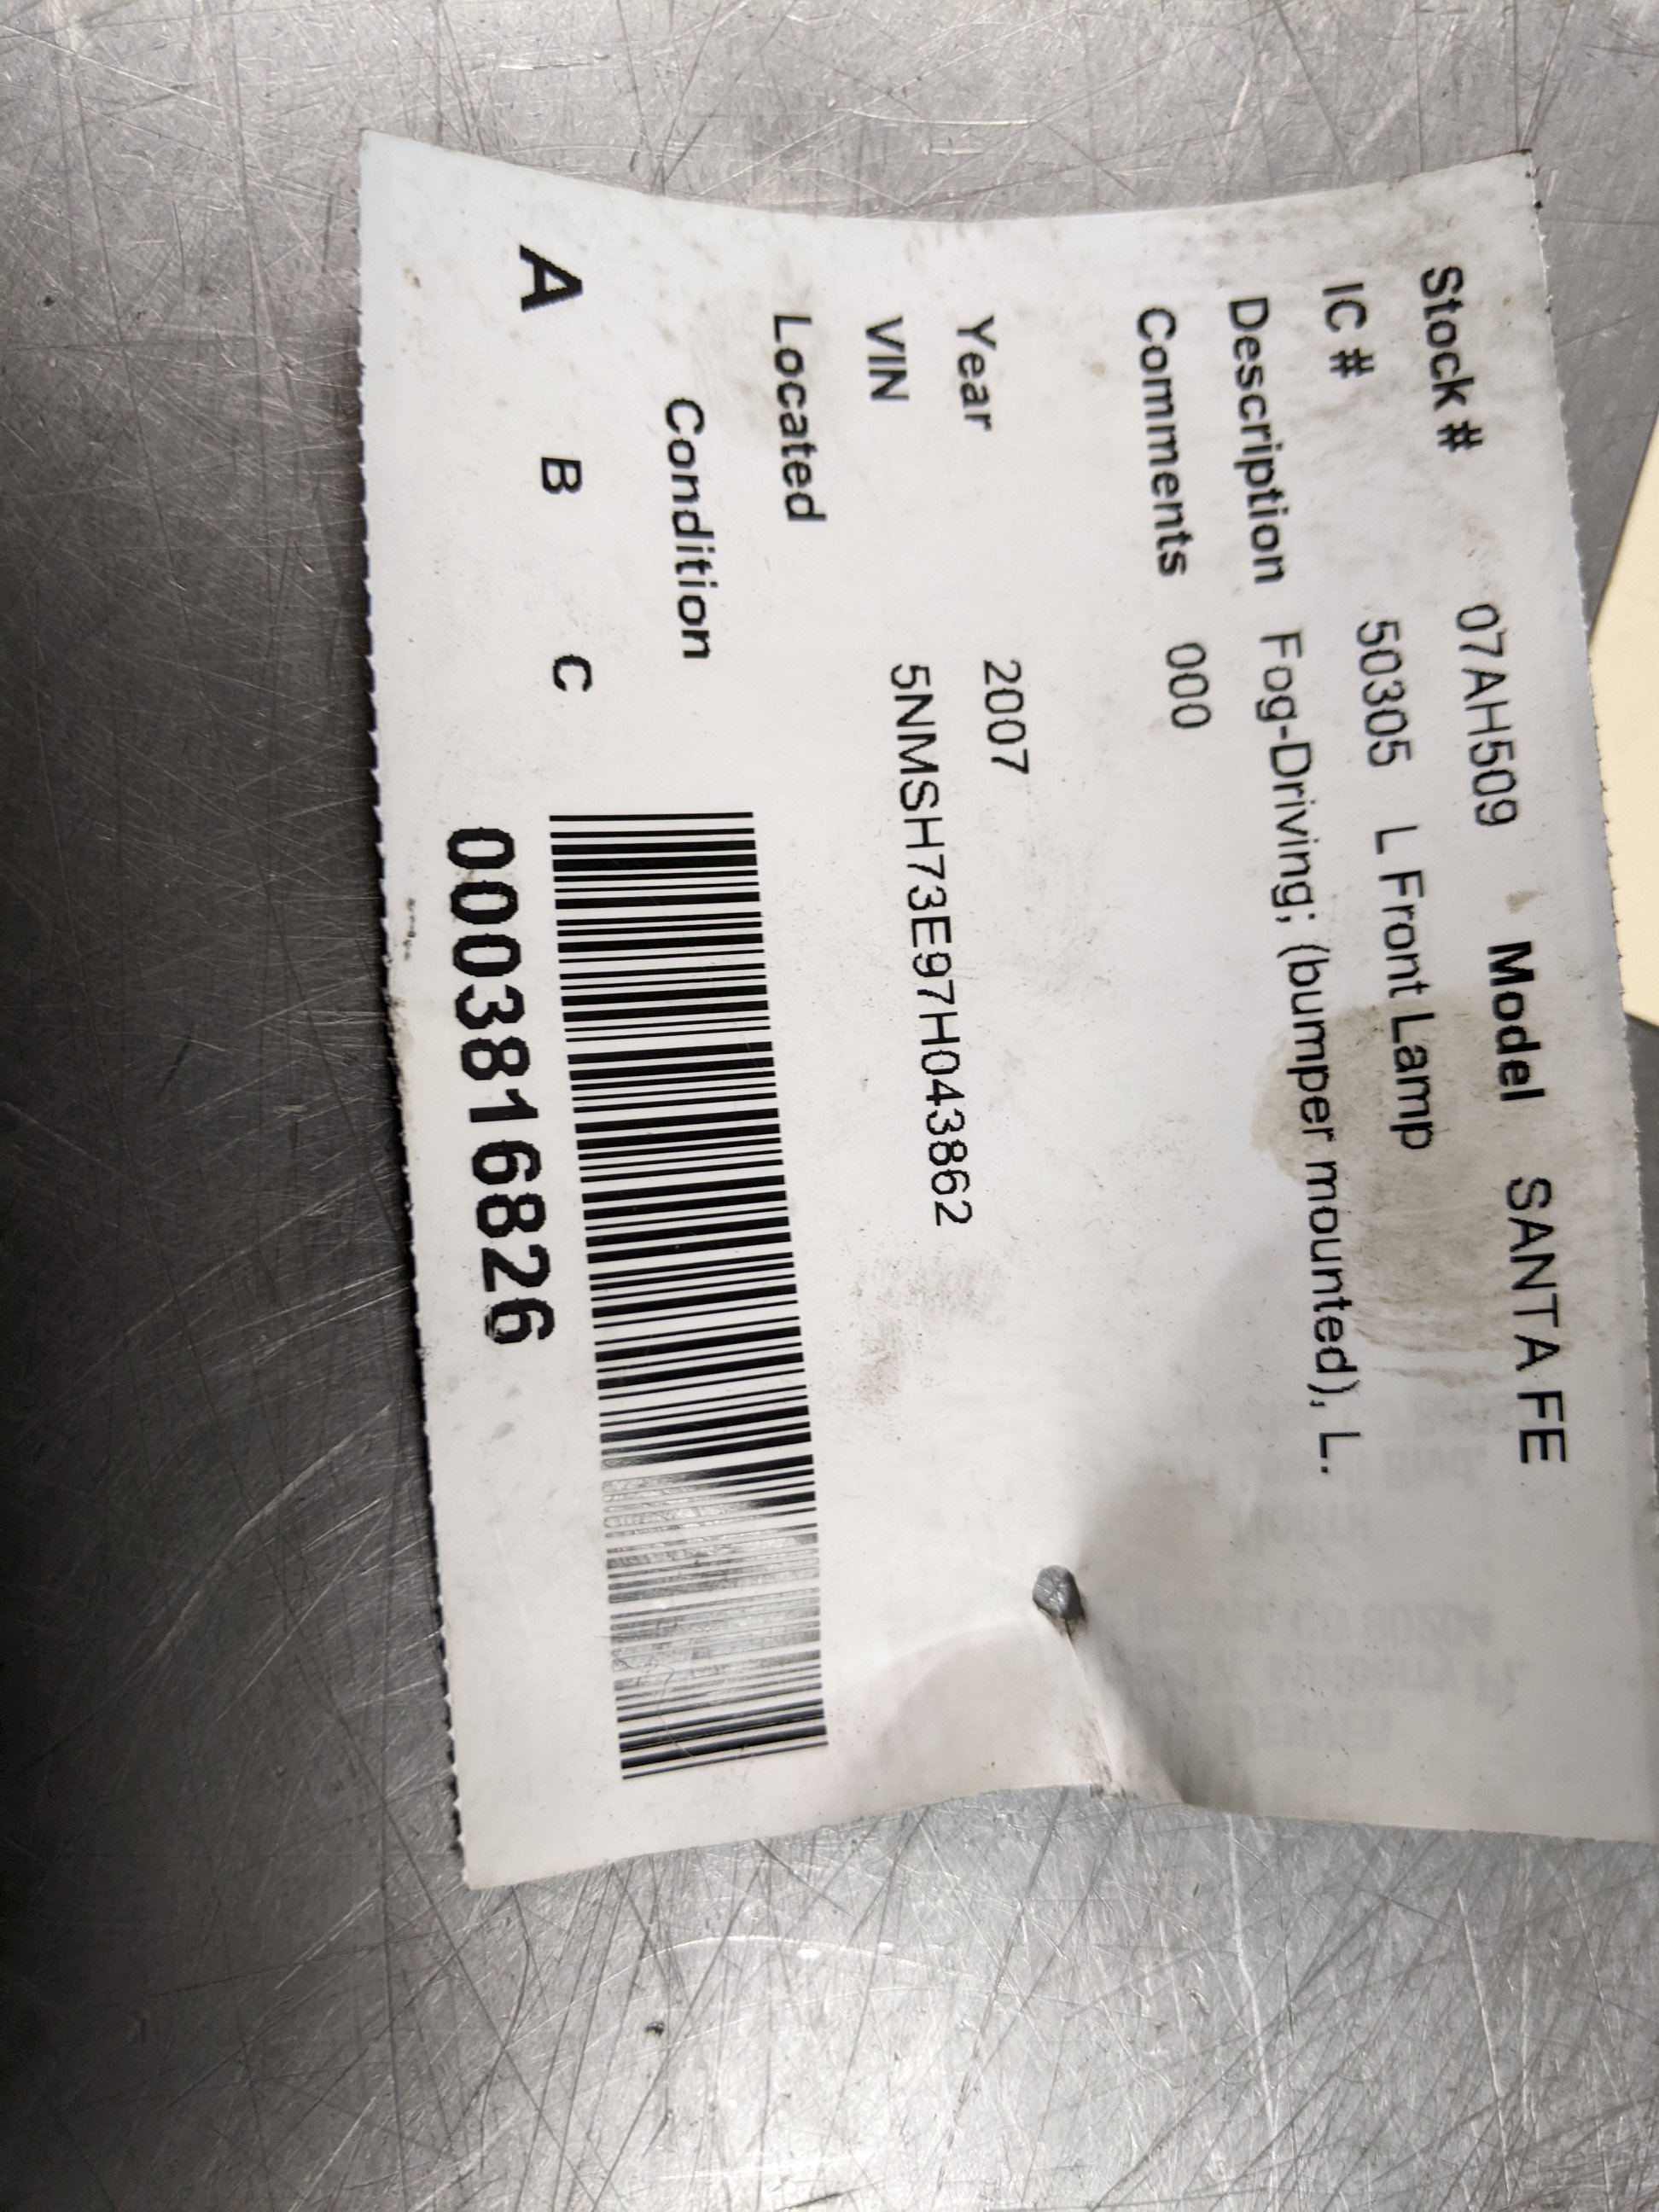 Stock # 07AH509 Model SANTA FE
IC # 50305 L Front Lamp
Description Fog-Driving; (bumper mounted), L.
Comments 000
Year 2007
VIN 5NMSH73E97H043862
Located
Condition
A B C
0003816826